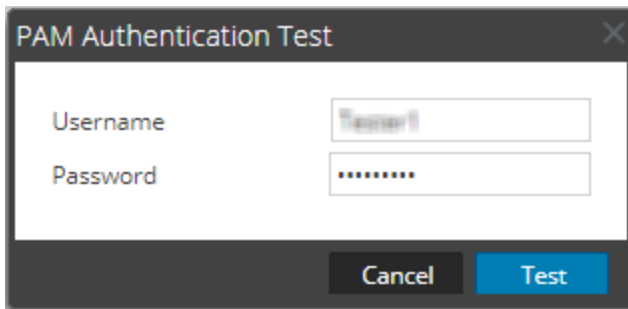 PAM Authentication Test
Username
Password •••••••••
Cancel Test